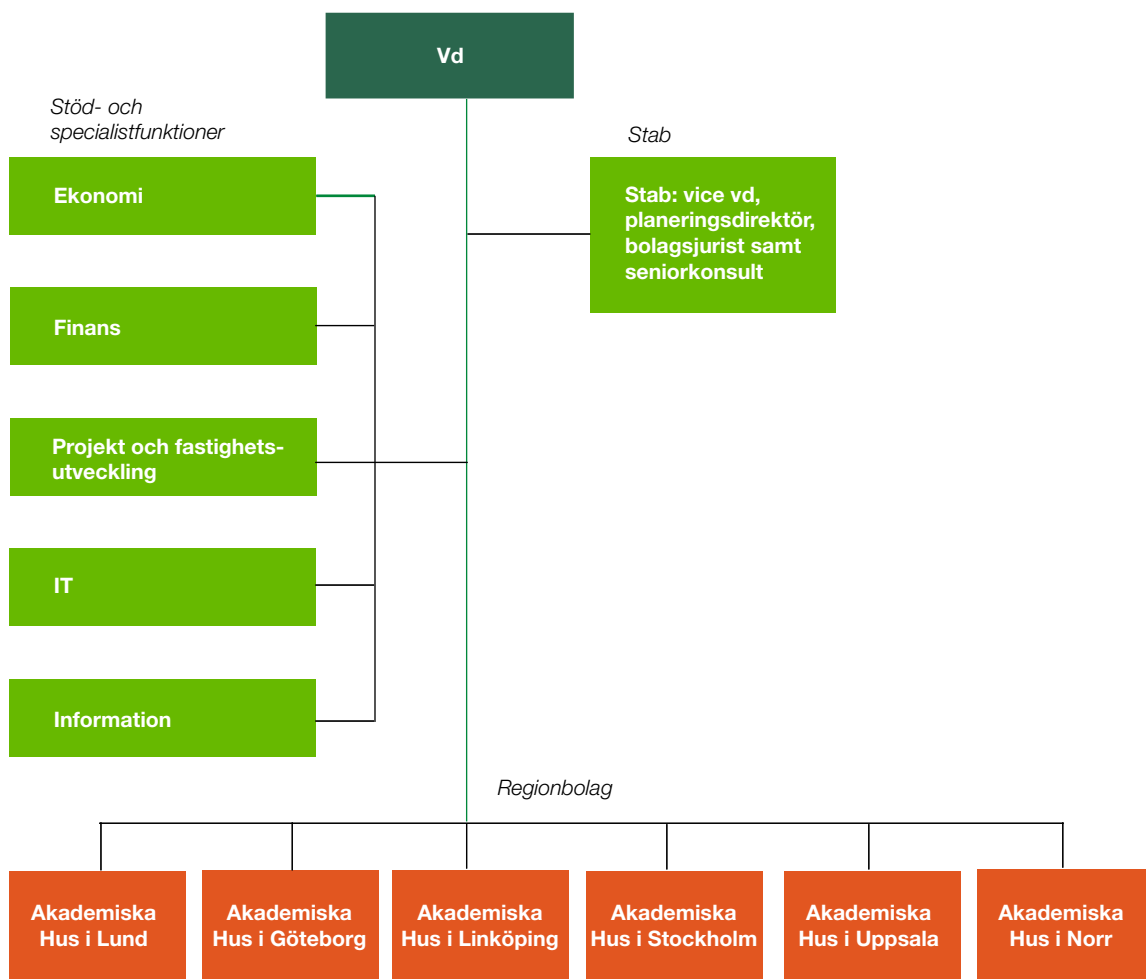 Vd
Stöd- och
specialistfunktioner
Stab
Ekonomi
Stab: vice vd,
planeringsdirektör,
bolagsjurist samt
seniorkonsult
Finans
Projekt och fastighets-
utveckling
IT
Information
Regionbolag
Akademiska
Hus i Lund
Akademiska
Hus i Göteborg
Akademiska
Hus i Linköping
Akademiska
Hus i Stockholm
Akademiska
Hus i Uppsala
Akademiska
Hus i Norr